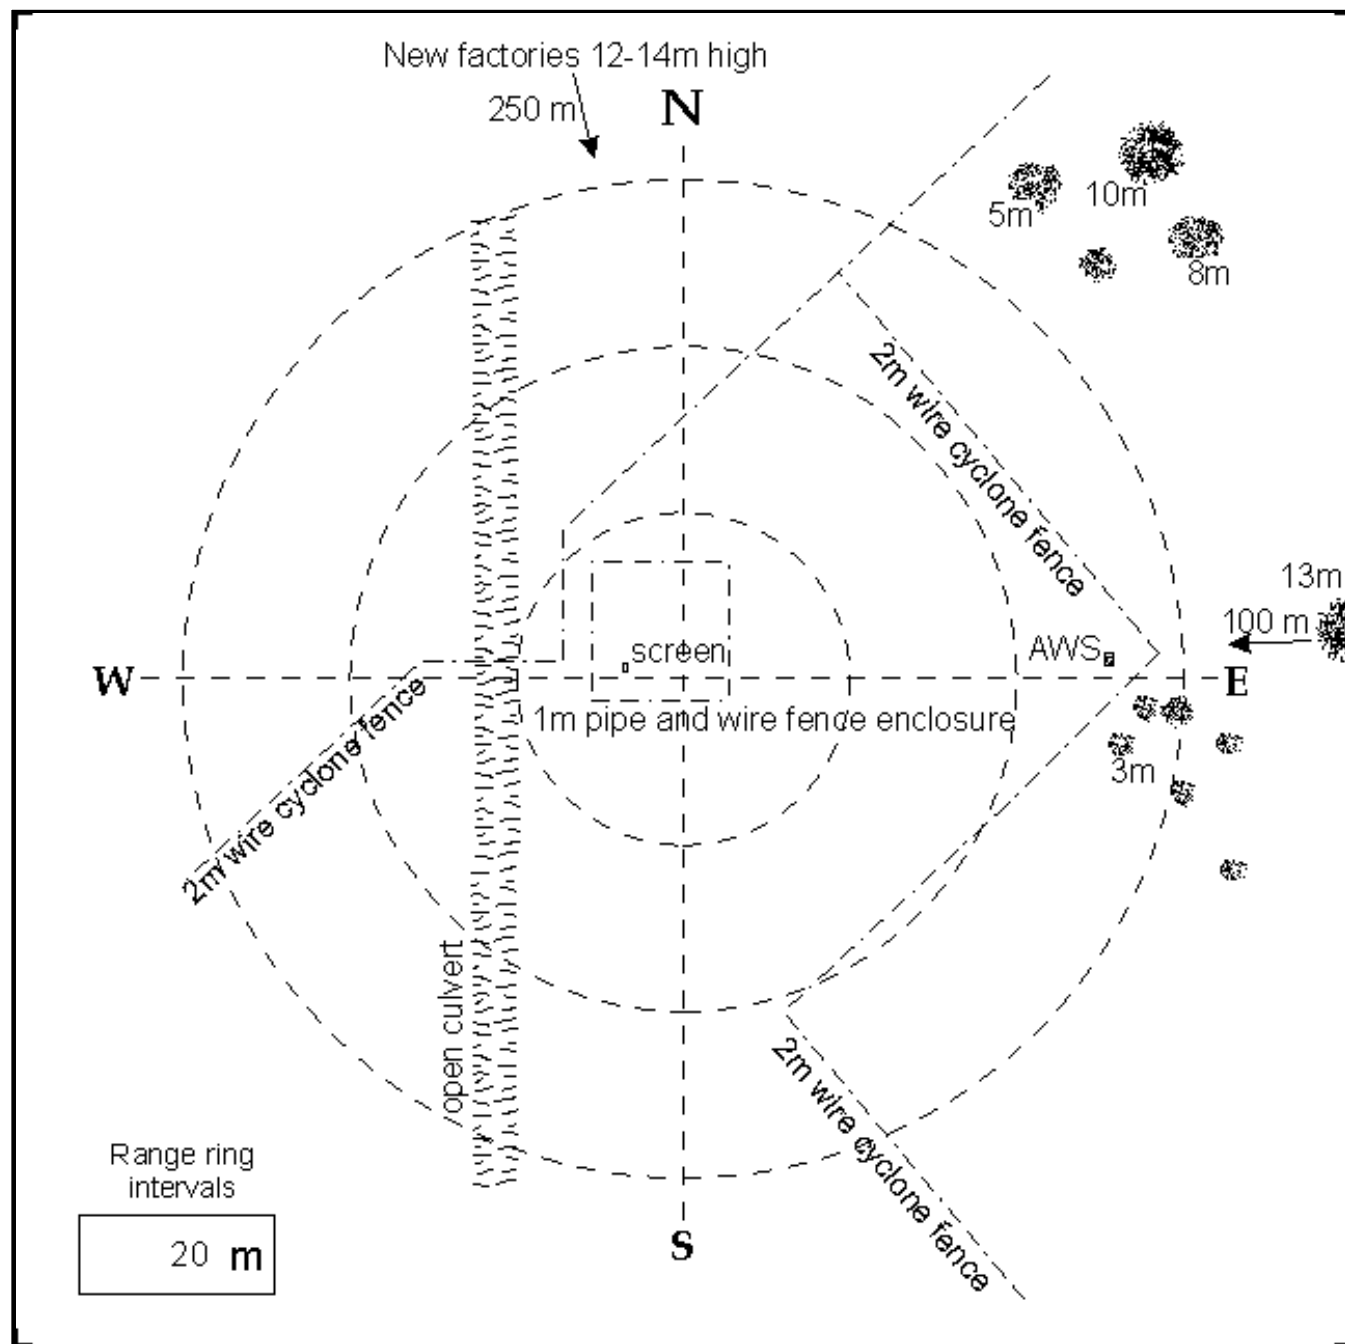 New factories 12-14m high
250 m
N
5m
10m
8m
2m wire cyclone fence
13m
100 m
screen
AWS
W
E
1m pipe and wire fence enclosure
3m
2m wire cyclone fence
open culvert
2m wire cyclone fence
Range ring
intervals
20 m
S